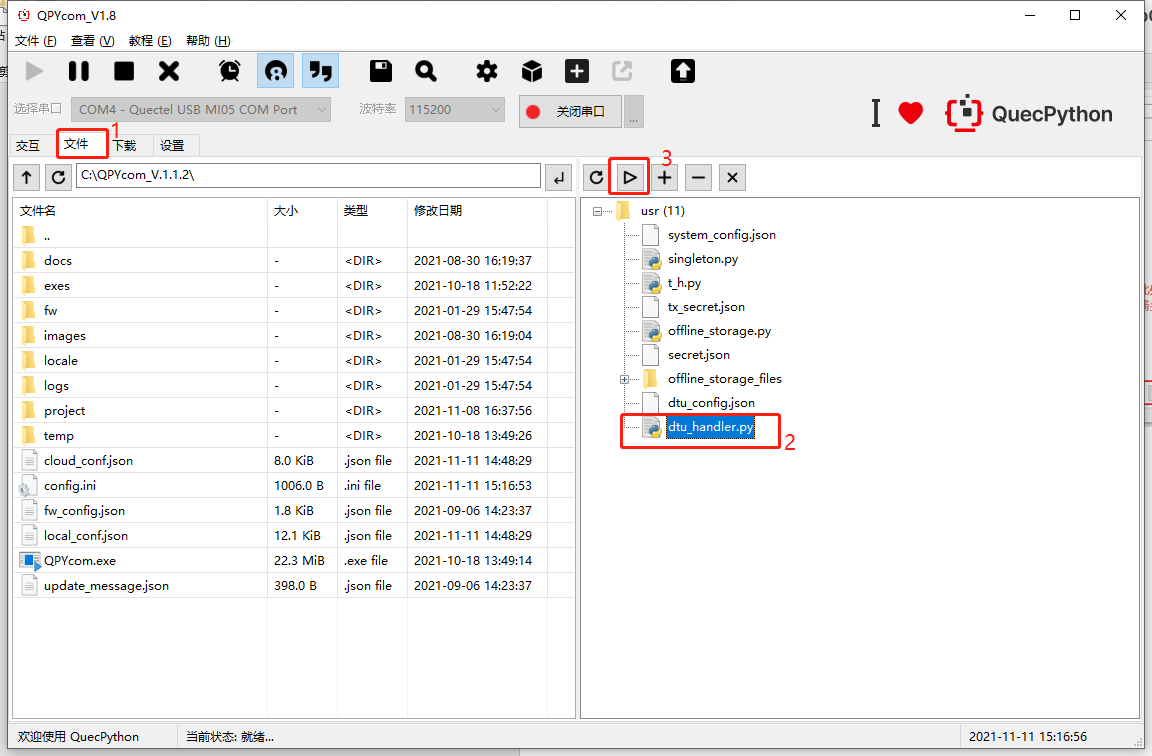 QPYcom_V1.8
文件 (F) 查看 (V) 教程 (E) 帮助 (H)
选择串口 COM4 - Quectel USB MI05 COM Port 波特率 115200 关闭串口 ... I QuecPython
交互 文件 1 下载 设置
C:\QPYcom_V.1.1.2\ 3
文件名 大小 类型 修改日期
..
docs - <DIR> 2021-08-30 16:19:37
exes - <DIR> 2021-10-18 11:52:22
fw - <DIR> 2021-01-29 15:47:54
images - <DIR> 2021-08-30 16:19:04
locale - <DIR> 2021-01-29 15:47:54
logs - <DIR> 2021-01-29 15:47:54
project - <DIR> 2021-11-08 16:37:56
temp - <DIR> 2021-10-18 13:49:26
cloud_conf.json 8.0 KiB .json file 2021-11-11 14:48:29
config.ini 1006.0 B .ini file 2021-11-11 15:16:53
fw_config.json 1.8 KiB .json file 2021-09-06 14:23:37
local_conf.json 12.1 KiB .json file 2021-11-11 14:48:29
QPYcom.exe 22.3 MiB .exe file 2021-10-18 13:49:14
update_message.json 398.0 B .json file 2021-09-06 14:23:37
usr (11)
system_config.json
singleton.py
t_h.py
tx_secret.json
offline_storage.py
secret.json
offline_storage_files
dtu_config.json
dtu_handler.py 2
欢迎使用 QuecPython 当前状态: 就绪... 2021-11-11 15:16:56